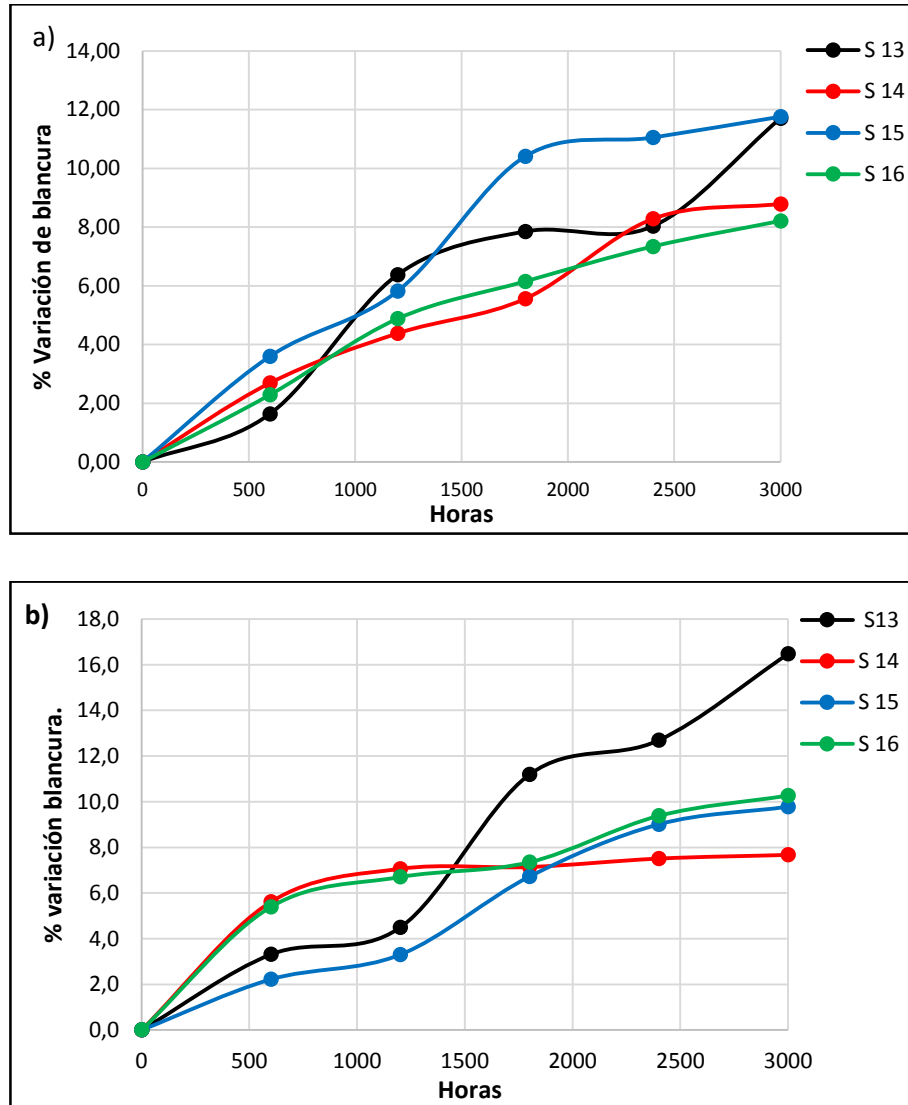 a)
14,00
12,00
10,00
8,00
6,00
4,00
2,00
0,00
% Variación de blancura
0 500 1000 1500 2000 2500 3000
Horas
S 13
S 14
S 15
S 16
b)
18,0
16,0
14,0
12,0
10,0
8,0
6,0
4,0
2,0
0,0
% variación blancura.
0 500 1000 1500 2000 2500 3000
Horas
S13
S 14
S 15
S 16